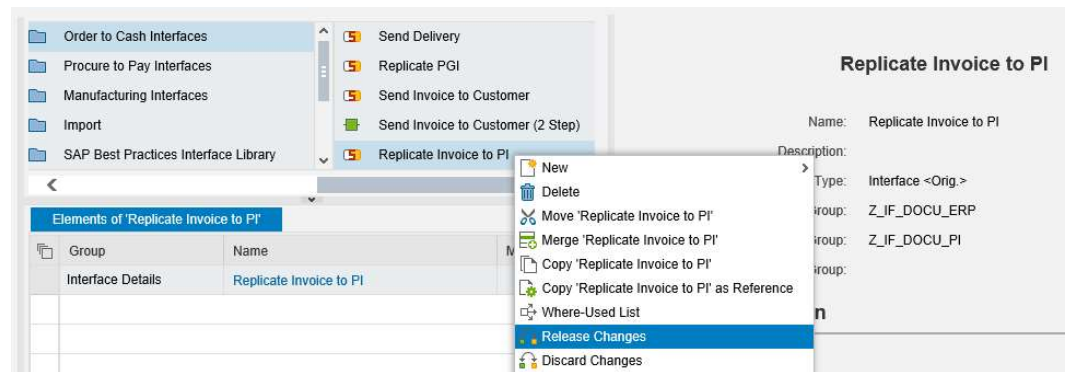 Order to Cash Interfaces
Procure to Pay Interfaces
Manufacturing Interfaces
Import
SAP Best Practices Interface Library
Send Delivery
Replicate PGI
Send Invoice to Customer
Send Invoice to Customer (2 Step)
Replicate Invoice to PI
Elements of 'Replicate Invoice to PI'
Group Name M
Interface Details Replicate Invoice to PI
New
Delete
Move 'Replicate Invoice to PI'
Merge 'Replicate Invoice to PI'
Copy 'Replicate Invoice to PI'
Copy 'Replicate Invoice to PI' as Reference
Where-Used List
Release Changes
Discard Changes
Replicate Invoice to PI
Name: Replicate Invoice to PI
Description:
Type: Interface <Orig.>
Group: Z_IF_DOCU_ERP
Group: Z_IF_DOCU_PI
Group:
n